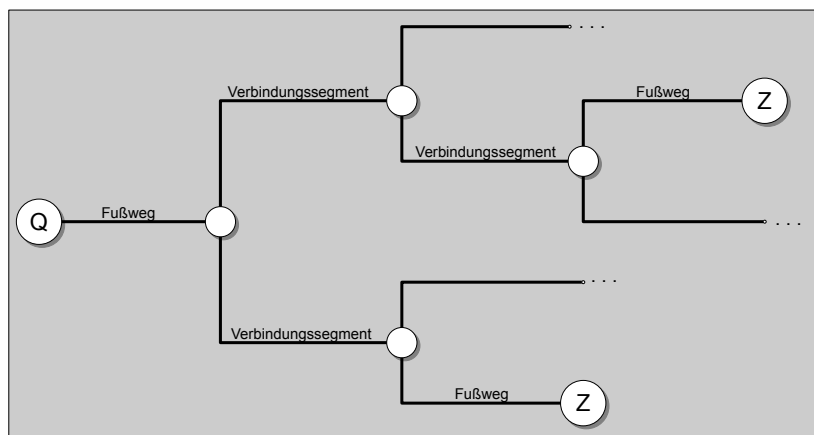 . . .
Verbindungssegment
Fußweg
Z
Verbindungssegment
Q
Fußweg
. . .
. . .
Verbindungssegment
Fußweg
Z